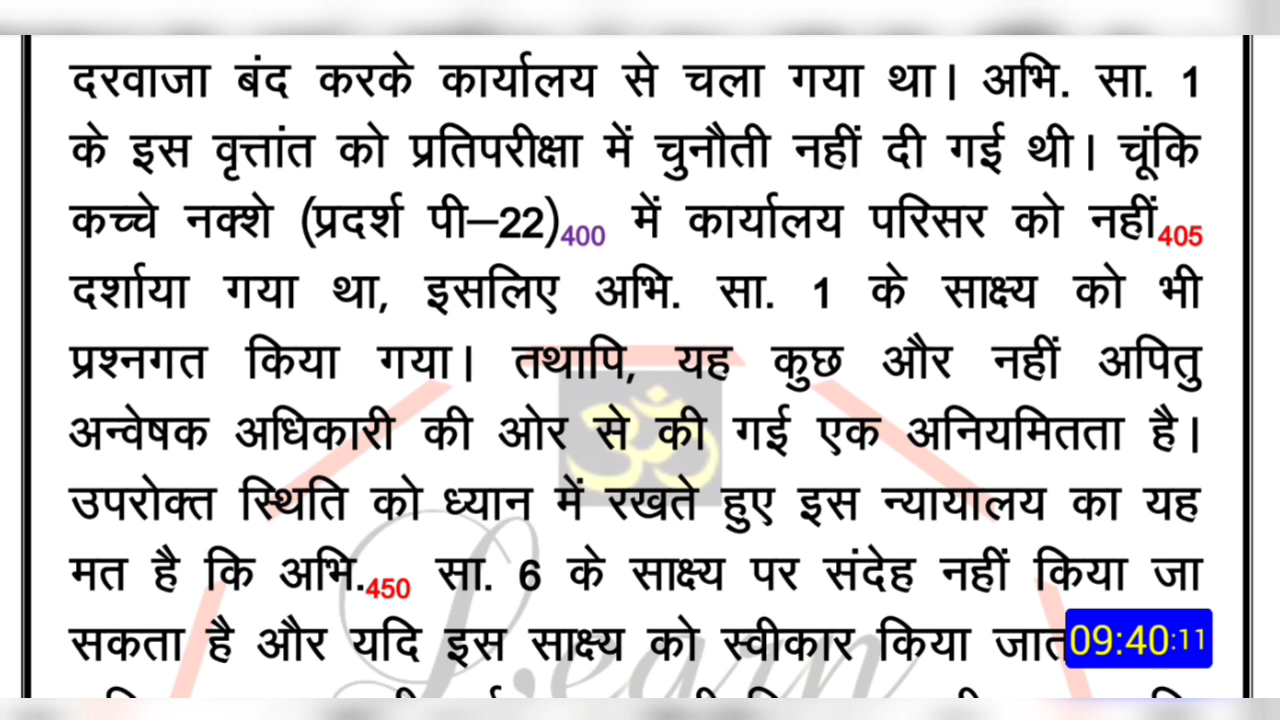 दरवाजा बंद करके कार्यालय से चला गया था। अभि. सा. 1
के इस वृत्तांत को प्रतिपरीक्षा में चुनौती नहीं दी गई थी। चूंकि
कच्चे नक्शे (प्रदर्श पी–22)400 में कार्यालय परिसर को नहीं405
दर्शाया गया था, इसलिए अभि. सा. 1 के साक्ष्य को भी
प्रश्नगत किया गया। तथापि, यह कुछ और नहीं अपितु
अन्वेषक अधिकारी की ओर से की गई एक अनियमितता है।
उपरोक्त स्थिति को ध्यान में रखते हुए इस न्यायालय का यह
मत है कि अभि.450 सा. 6 के साक्ष्य पर संदेह नहीं किया जा
सकता है और यदि इस साक्ष्य को स्वीकार किया
09:40:11
ॐ
Learn